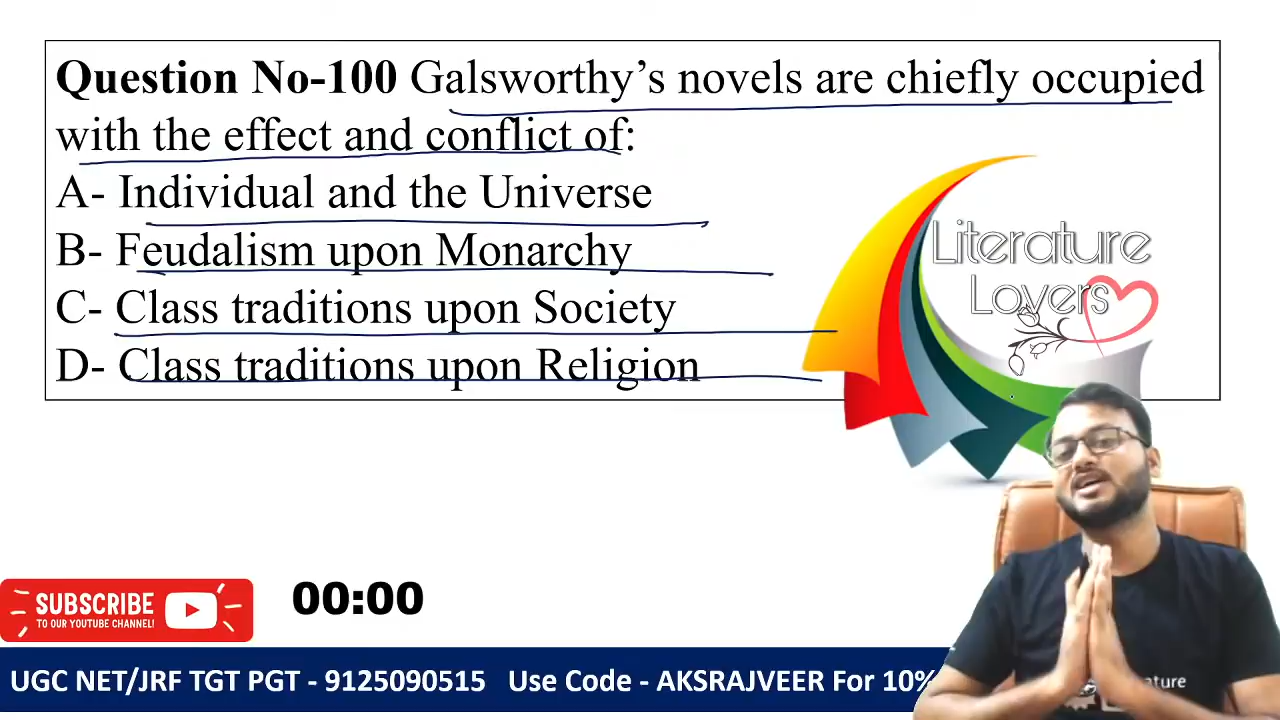 Question No-100 Galsworthy’s novels are chiefly occupied
with the effect and conflict of:
A- Individual and the Universe
B- Feudalism upon Monarchy
C- Class traditions upon Society
D- Class traditions upon Religion
Literature
Lovers
SUBSCRIBE
TO OUR YOUTUBE CHANNEL!
00:00
UGC NET/JRF TGT PGT - 9125090515 Use Code - AKSRAJVEER For 10%